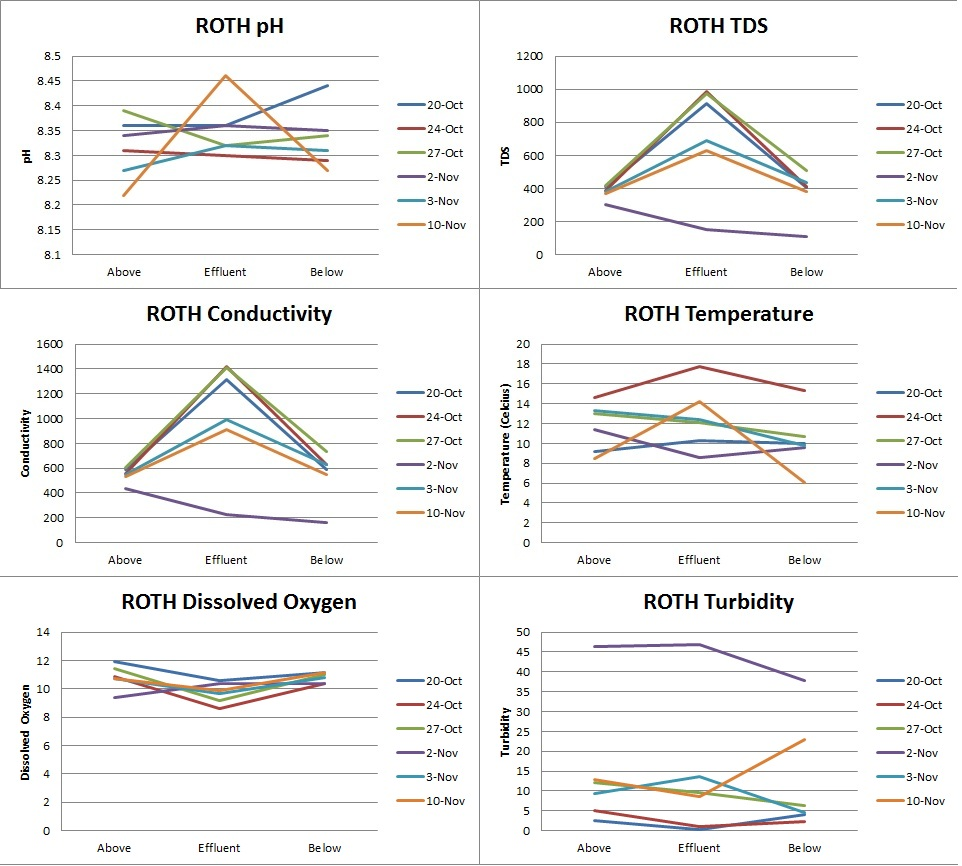 ROTH pH
8.5
8.45
8.4
8.35
8.3
8.25
8.2
8.15
8.1
pH
Above Effluent Below
20-Oct
24-Oct
27-Oct
2-Nov
3-Nov
10-Nov
ROTH TDS
1200
1000
800
600
400
200
0
TDS
Above Effluent Below
20-Oct
24-Oct
27-Oct
2-Nov
3-Nov
10-Nov
ROTH Conductivity
1600
1400
1200
1000
800
600
400
200
0
Conductivity
Above Effluent Below
20-Oct
24-Oct
27-Oct
2-Nov
3-Nov
10-Nov
ROTH Temperature
20
18
16
14
12
10
8
6
4
2
0
Temperature (Celcius)
Above Effluent Below
20-Oct
24-Oct
27-Oct
2-Nov
3-Nov
10-Nov
ROTH Dissolved Oxygen
14
12
10
8
6
4
2
0
Dissolved Oxygen
Above Effluent Below
20-Oct
24-Oct
27-Oct
2-Nov
3-Nov
10-Nov
ROTH Turbidity
50
45
40
35
30
25
20
15
10
5
0
Turbidity
Above Effluent Below
20-Oct
24-Oct
27-Oct
2-Nov
3-Nov
10-Nov